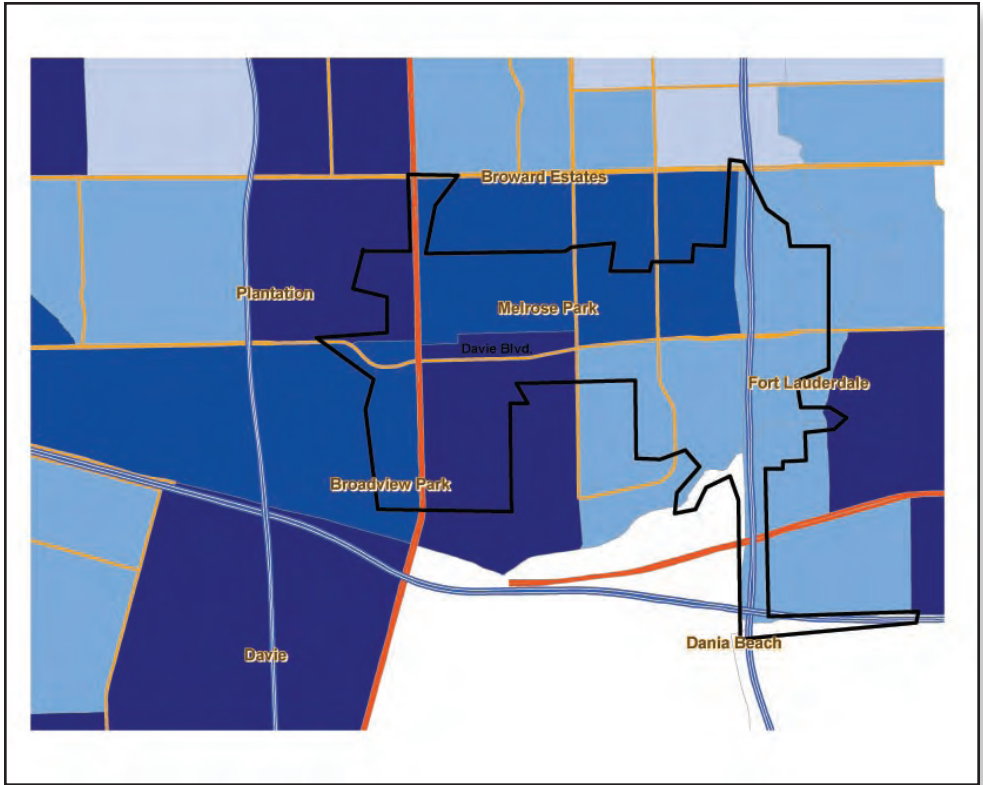 Broward Estates
Plantation
Melrose Park
Davie Blvd.
Fort Lauderdale
Broadview Park
Dania Beach
Davie